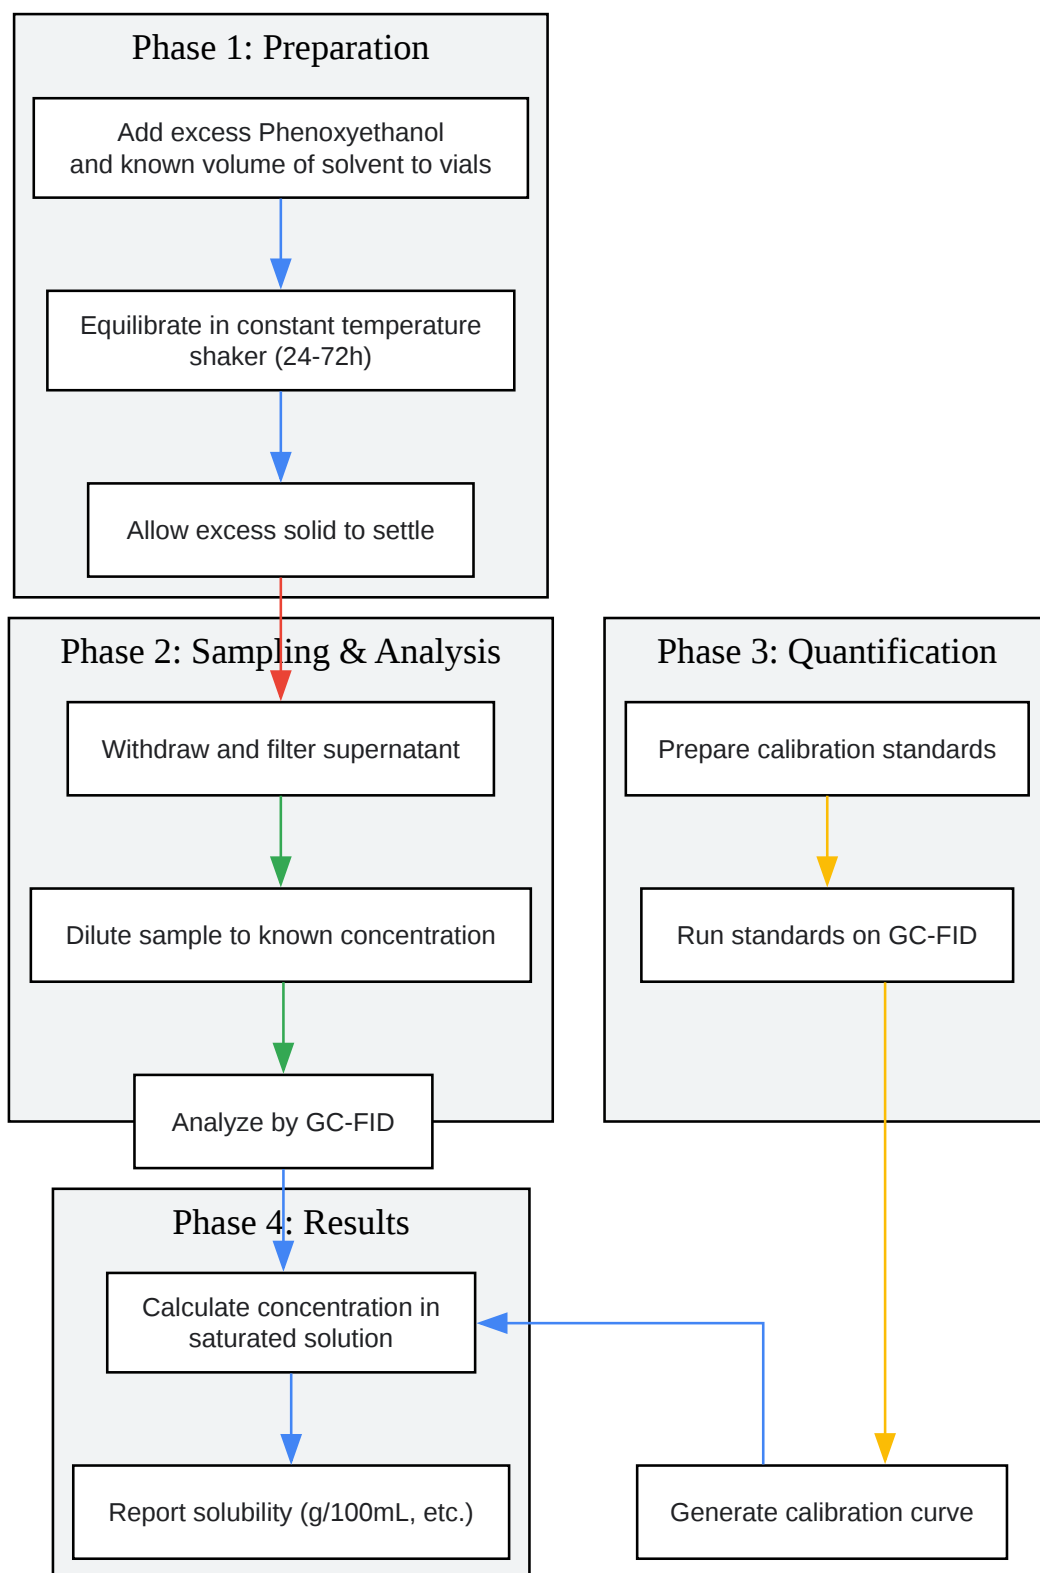 Phase 1: Preparation
Add excess Phenoxyethanol
and known volume of solvent to vials
Equilibrate in constant temperature
shaker (24-72h)
Allow excess solid to settle
Phase 2: Sampling & Analysis
Withdraw and filter supernatant
Dilute sample to known concentration
Analyze by GC-FID
Phase 3: Quantification
Prepare calibration standards
Run standards on GC-FID
Generate calibration curve
Phase 4: Results
Calculate concentration in
saturated solution
Report solubility (g/100mL, etc.)